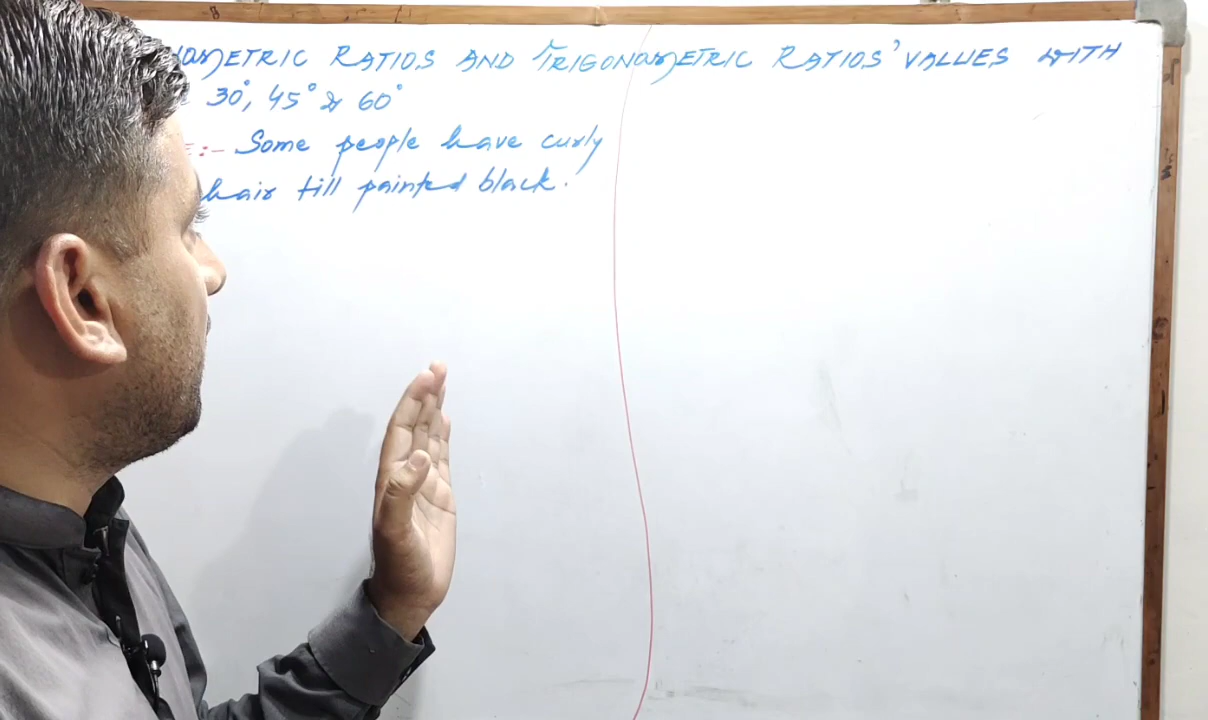 OMETRIC RATIOS AND TRIGONOMETRIC RATIOS' VALUES WITH
30°, 45° & 60°
:- Some people have curly
hair till painted black.